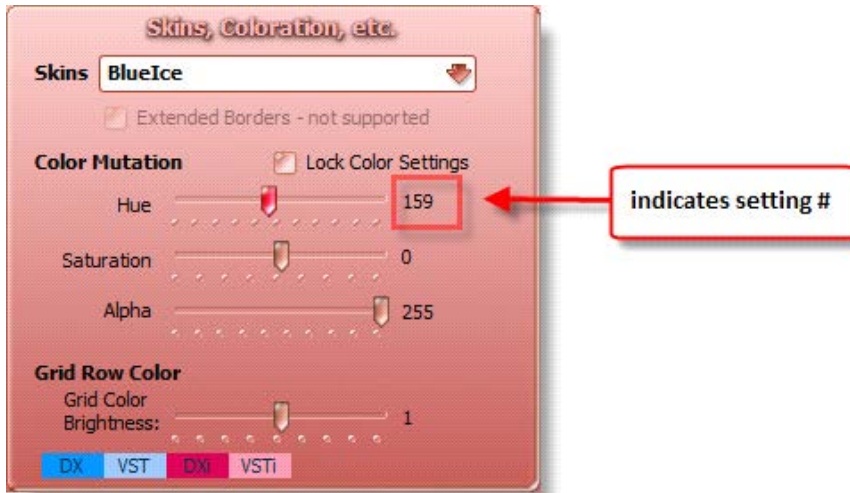 Skins, Coloration, etc.
Skins BlueIce
Extended Borders - not supported
Color Mutation Lock Color Settings
Hue 159
indicates setting #
Saturation 0
Alpha 255
Grid Row Color
Grid Color
Brightness: 1
DX VST DXi VSTi